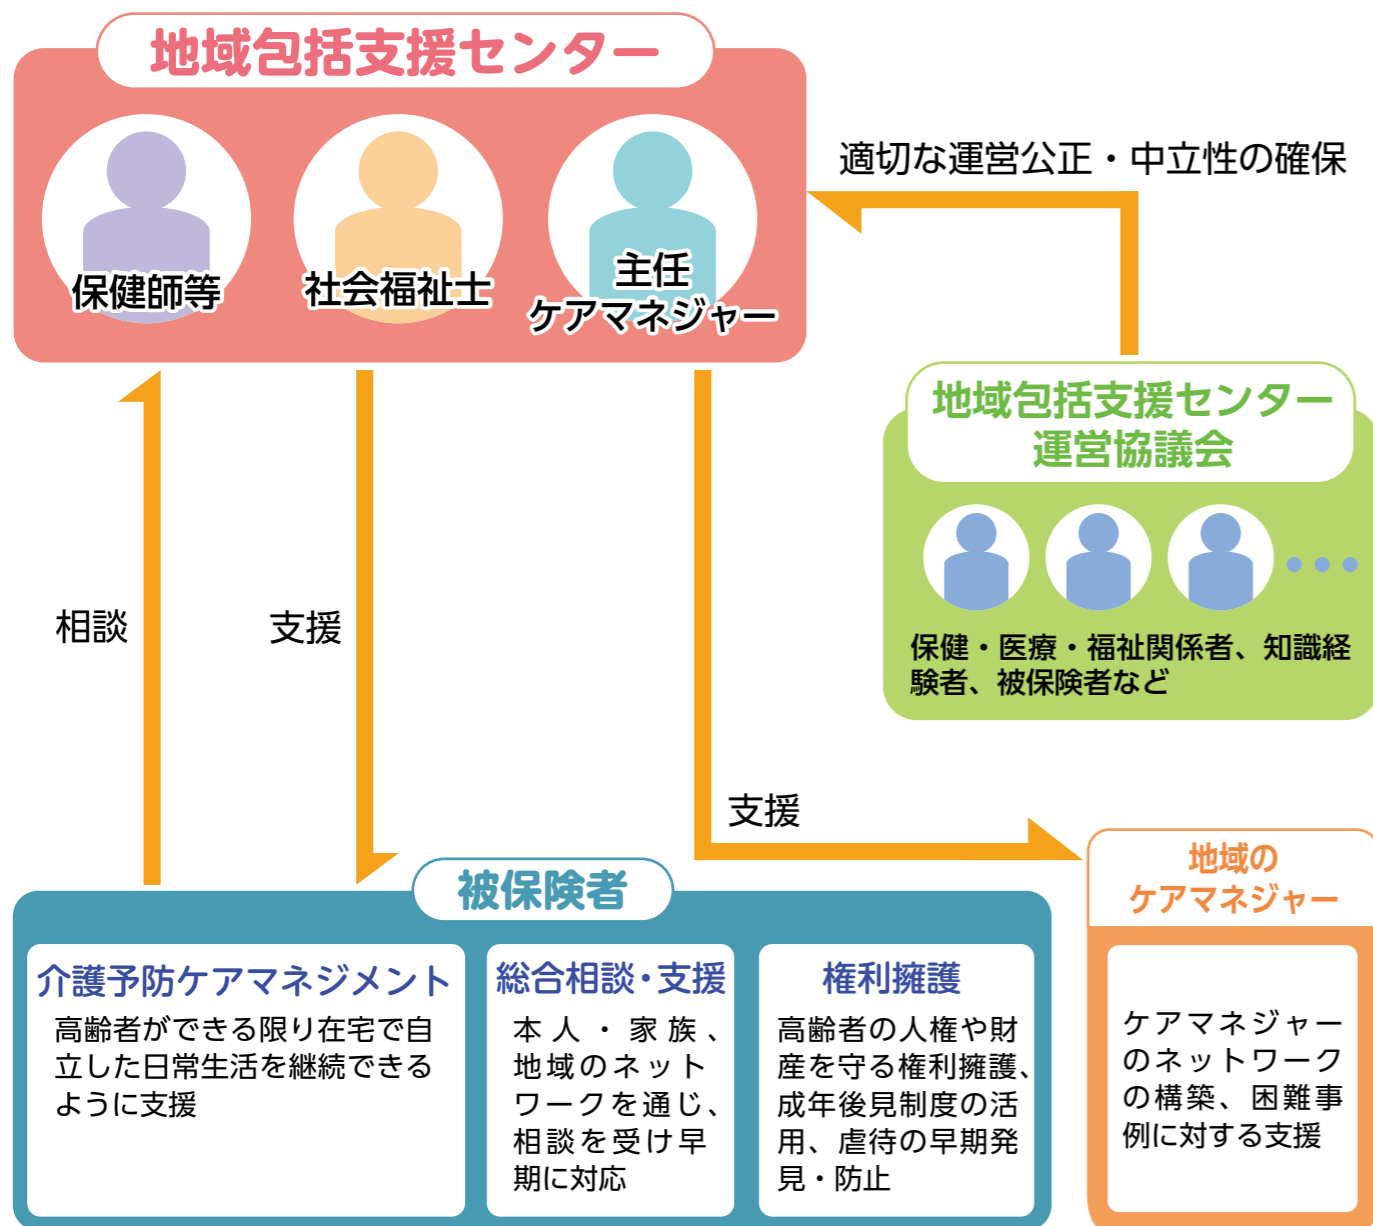 地域包括支援センター
保健師等
社会福祉士
主任
ケアマネジャー
適切な運営公正・中立性の確保
地域包括支援センター
運営協議会
保健・医療・福祉関係者、知識経
験者、被保険者など
相談
支援
支援
被保険者
介護予防ケアマネジメント
高齢者ができる限り在宅で自
立した日常生活を継続できる
ように支援
総合相談・支援
本人・家族、
地域のネット
ワークを通じ、
相談を受け早
期に対応
権利擁護
高齢者の人権や財
産を守る権利擁護、
成年後見制度の活
用、虐待の早期発
見・防止
地域の
ケアマネジャー
ケアマネジャー
のネットワーク
の構築、困難事
例に対する支援